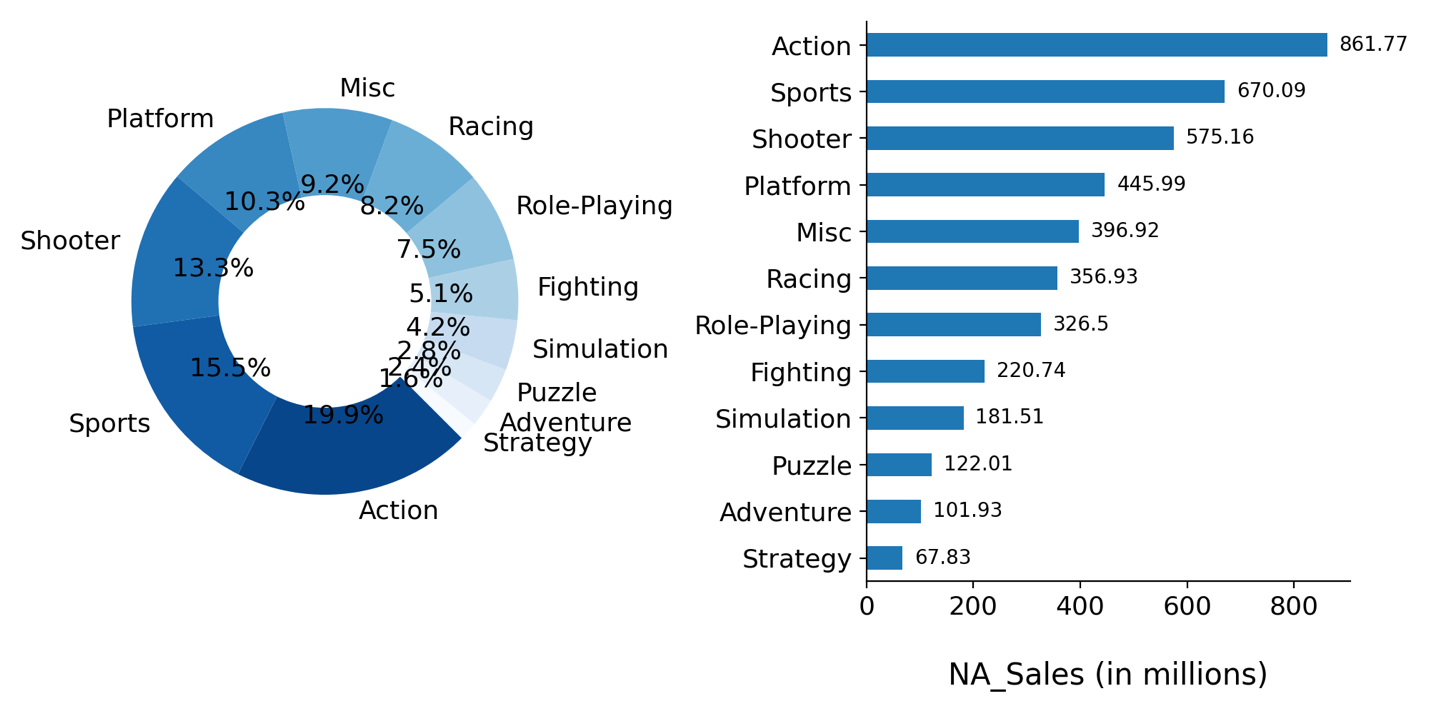 Misc
Platform
Racing
Role-Playing
Shooter
Fighting
Simulation
Puzzle
Adventure
Strategy
Sports
Action
9.2%
10.3%
8.2%
7.5%
13.3%
5.1%
4.2%
2.8%
2.4%
1.6%
15.5%
19.9%
Action 861.77
Sports 670.09
Shooter 575.16
Platform 445.99
Misc 396.92
Racing 356.93
Role-Playing 326.5
Fighting 220.74
Simulation 181.51
Puzzle 122.01
Adventure 101.93
Strategy 67.83
0 200 400 600 800
NA_Sales (in millions)